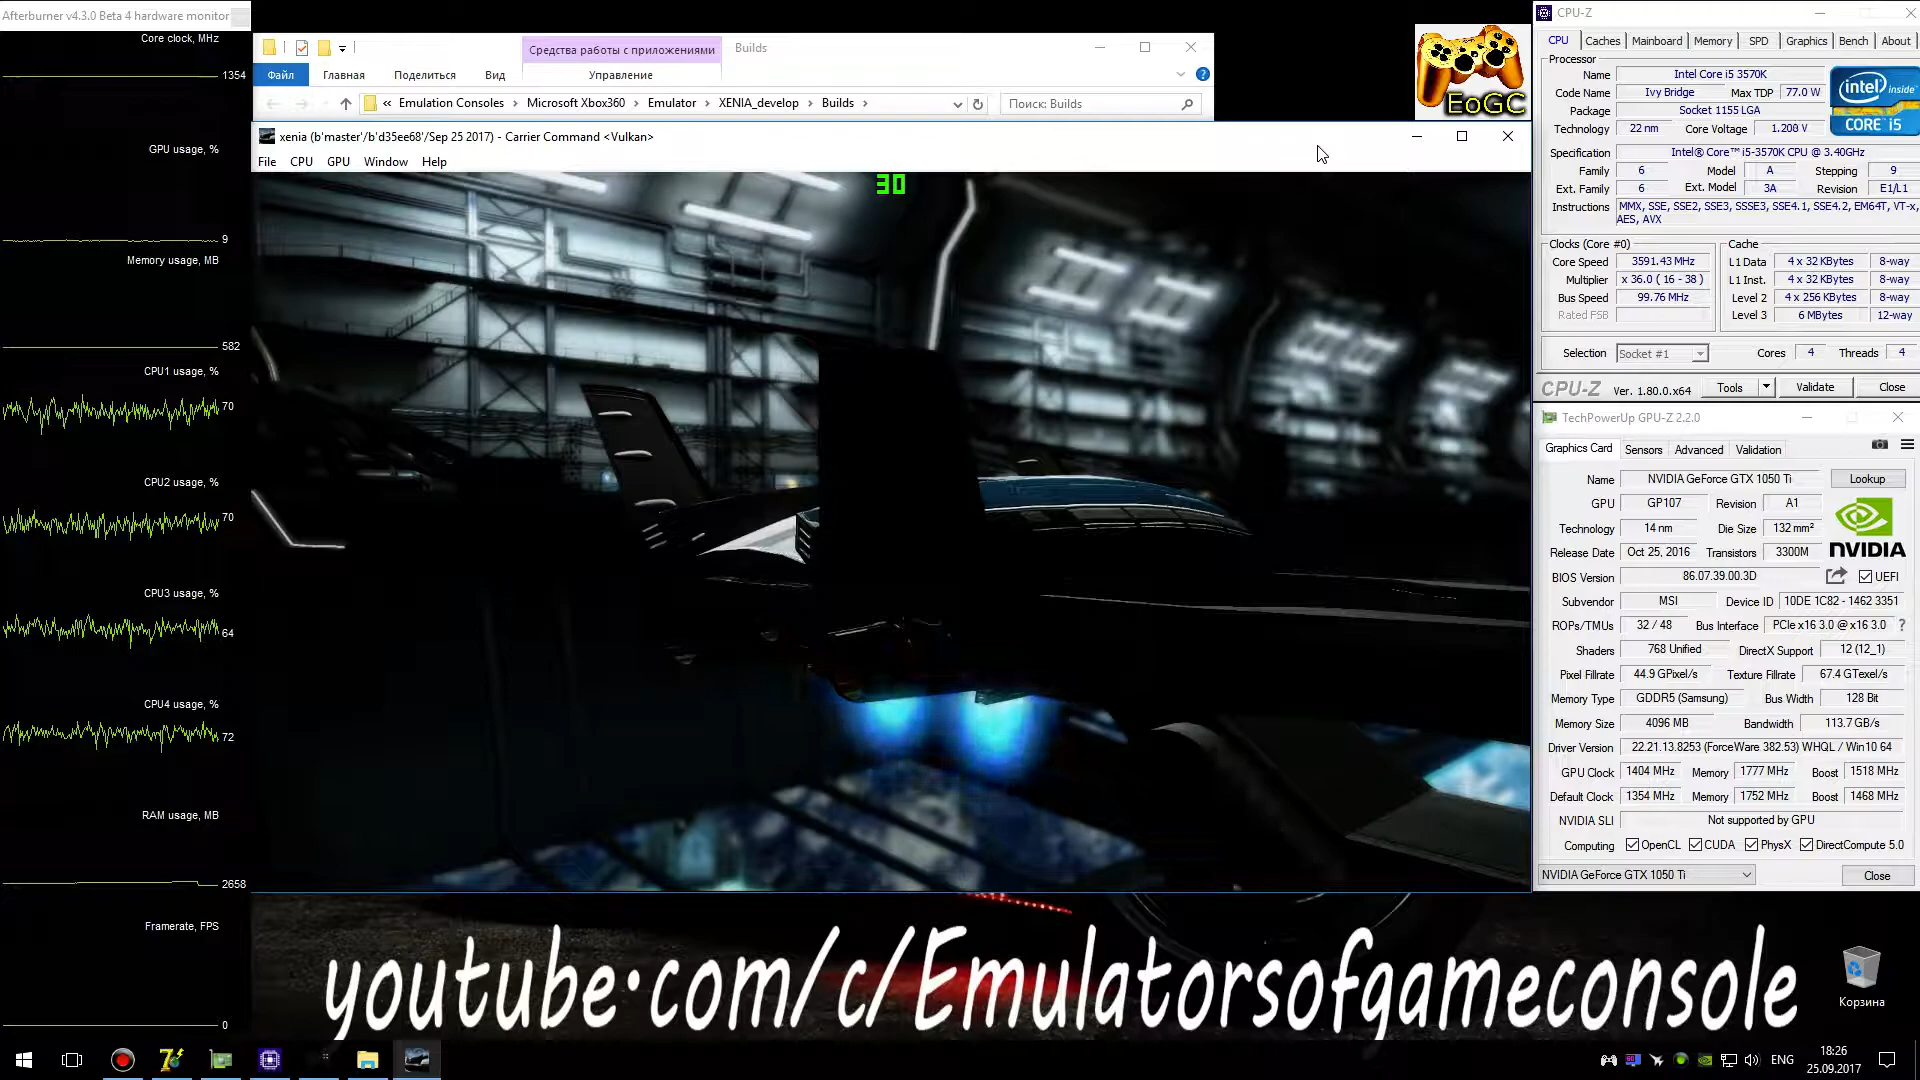 Afterburner v4.3.0 Beta 4 hardware monitor
Core clock, MHz
1354
GPU usage, %
9
Memory usage, MB
582
CPU1 usage, %
70
CPU2 usage, %
70
CPU3 usage, %
64
CPU4 usage, %
72
RAM usage, MB
2658
Framerate, FPS
0
Средства работы с приложениями
Builds
Файл
Главная
Поделиться
Вид
Управление
« Emulation Consoles > Microsoft Xbox360 > Emulator > XENIA_develop > Builds >
Поиск: Builds
EoGC
xenia (b'master'/b'd35ee68'/Sep 25 2017) - Carrier Command <Vulkan>
File CPU GPU Window Help
30
CPU-Z
CPU Caches Mainboard Memory SPD Graphics Bench About
Processor
Name Intel Core i5 3570K
Code Name Ivy Bridge Max TDP 77.0 W
Package Socket 1155 LGA
Technology 22 nm Core Voltage 1.200 V
intel inside
CORE i5
Specification Intel® Core™ i5-3570K CPU @ 3.40GHz
Family 6 Model A Stepping 9
Ext. Family 6 Ext. Model 3A Revision E1/L1
Instructions MMX, SSE, SSE2, SSE3, SSSE3, SSE4.1, SSE4.2, EM64T, VT-x,
AES, AVX
Clocks (Core #0)
Core Speed 3591.43 MHz
Multiplier x 36.0 ( 16 - 38 )
Bus Speed 99.76 MHz
Rated FSB
Cache
L1 Data 4 x 32 KBytes 8-way
L1 Inst. 4 x 32 KBytes 8-way
Level 2 4 x 256 KBytes 8-way
Level 3 6 MBytes 12-way
Selection Socket #1 Cores 4 Threads 4
CPU-Z Ver. 1.80.0.x64 Tools Validate Close
TechPowerUp GPU-Z 2.2.0
Graphics Card Sensors Advanced Validation
Name NVIDIA GeForce GTX 1050 Ti Lookup
GPU GP107 Revision A1
Technology 14 nm Die Size 132 mm²
Release Date Oct 25, 2016 Transistors 3300M
NVIDIA
BIOS Version 86.07.39.00.3D UEFI
Subvendor MSI Device ID 10DE 1C82 - 1462 3351
ROPs/TMUs 32 / 48 Bus Interface PCIe x16 3.0 @ x16 3.0 ?
Shaders 768 Unified DirectX Support 12 (12_1)
Pixel Fillrate 44.9 GPixel/s Texture Fillrate 67.4 GTexel/s
Memory Type GDDR5 (Samsung) Bus Width 128 Bit
Memory Size 4096 MB Bandwidth 113.7 GB/s
Driver Version 22.21.13.8253 (ForceWare 382.53) WHQL / Win10 64
GPU Clock 1404 MHz Memory 1777 MHz Boost 1518 MHz
Default Clock 1354 MHz Memory 1752 MHz Boost 1468 MHz
NVIDIA SLI Not supported by GPU
Computing OpenCL CUDA PhysX DirectCompute 5.0
NVIDIA GeForce GTX 1050 Ti Close
youtube.com/c/Emulatorsofgameconsole
Корзина
ENG
18:26
25.09.2017